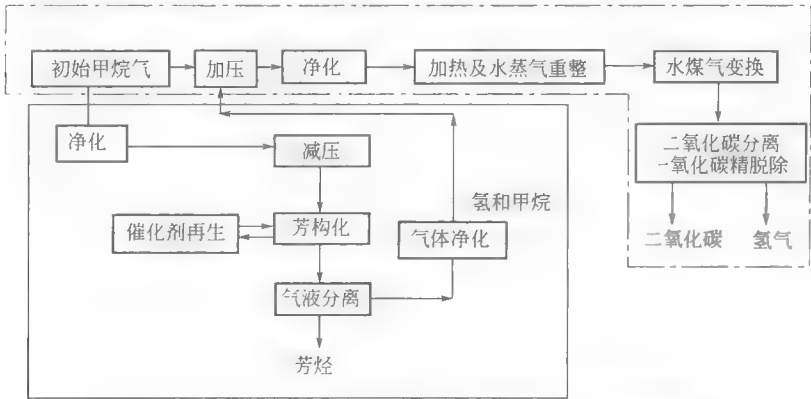 初始甲烷气
加压
净化
加热及水蒸气重整
水煤气变换
净化
减压
二氧化碳分离
一氧化碳精脱除
氢和甲烷
催化剂再生
芳构化
气体净化
二氧化碳
氢气
气液分离
芳烃